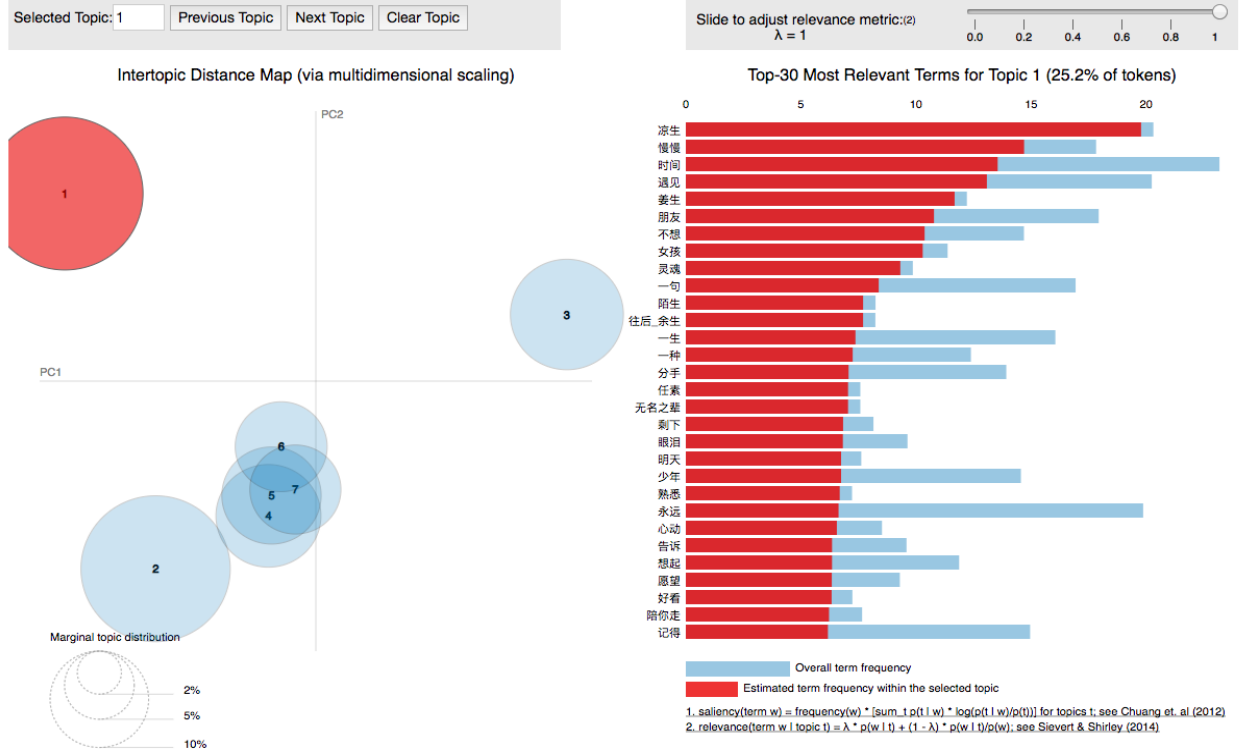 Selected Topic: 1 Previous Topic Next Topic Clear Topic
Slide to adjust relevance metric:(2)
λ = 1
0.0 0.2 0.4 0.6 0.8 1
Intertopic Distance Map (via multidimensional scaling)
PC2
1
3
PC1
6
5
7
4
2
Marginal topic distribution
2%
5%
10%
Top-30 Most Relevant Terms for Topic 1 (25.2% of tokens)
0 5 10 15 20
凉生
慢慢
时间
遇见
姜生
朋友
不想
女孩
灵魂
一句
陌生
往后_余生
一生
一种
分手
任素
无名之辈
剩下
眼泪
明天
少年
熟悉
永远
心动
告诉
想起
愿望
好看
陪你走
记得
Overall term frequency
Estimated term frequency within the selected topic
1. saliency(term w) = frequency(w) * [sum_t p(t | w) * log(p(t | w)/p(t))] for topics t; see Chuang et. al (2012)
2. relevance(term w | topic t) = λ * p(w | t) + (1 - λ) * p(w | t)/p(w); see Sievert & Shirley (2014)